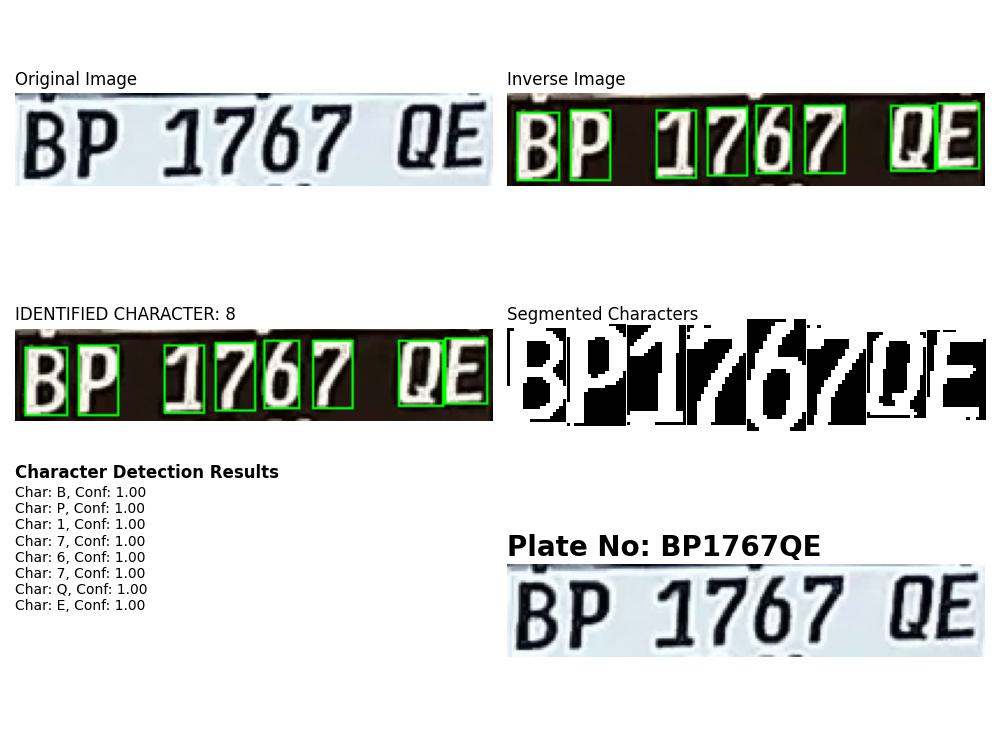 Original Image
BP 1767 QE
Inverse Image
BP 1767 QE
IDENTIFIED CHARACTER: 8
BP 1767 QE
Segmented Characters
BP1767QE
Character Detection Results
Char: B, Conf: 1.00
Char: P, Conf: 1.00
Char: 1, Conf: 1.00
Char: 7, Conf: 1.00
Char: 6, Conf: 1.00
Char: 7, Conf: 1.00
Char: Q, Conf: 1.00
Char: E, Conf: 1.00
Plate No: BP1767QE
BP 1767 QE